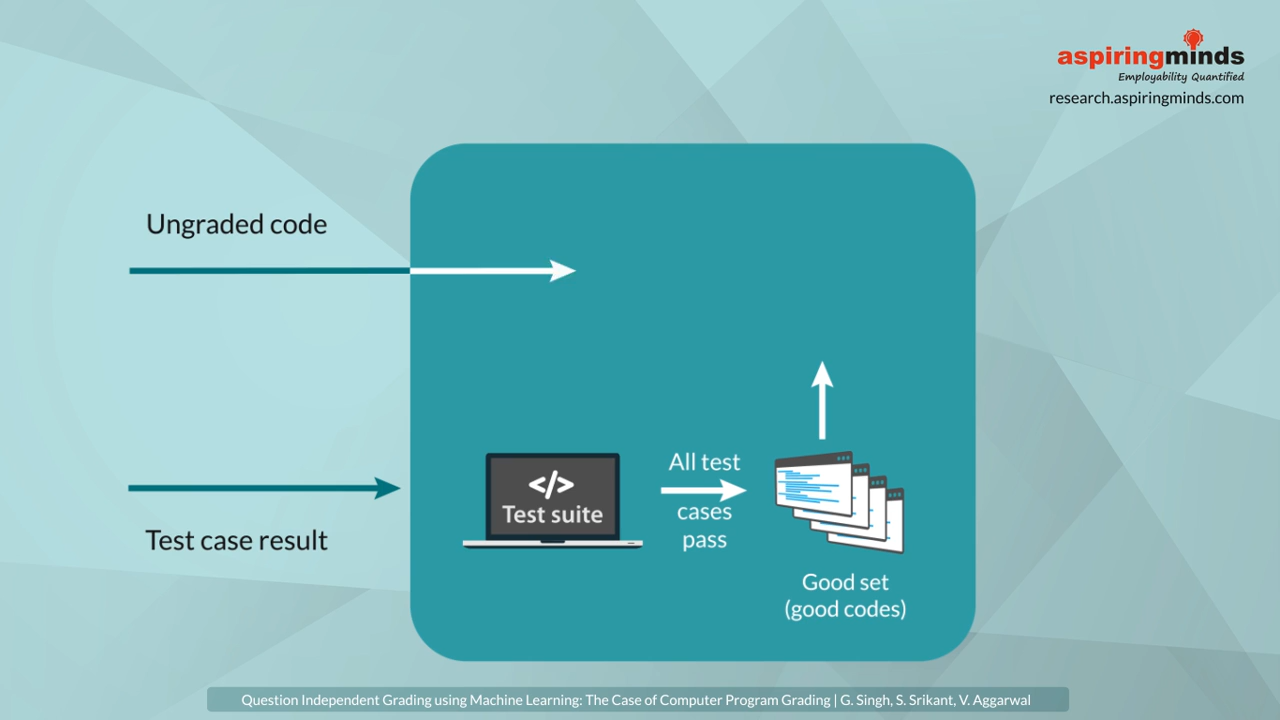 aspiringminds
Employability Quantified
research.aspiringminds.com
Ungraded code
Test case result
</>
Test suite
All test
cases
pass
Good set
(good codes)
Question Independent Grading using Machine Learning: The Case of Computer Program Grading | G. Singh, S. Srikant, V. Aggarwal